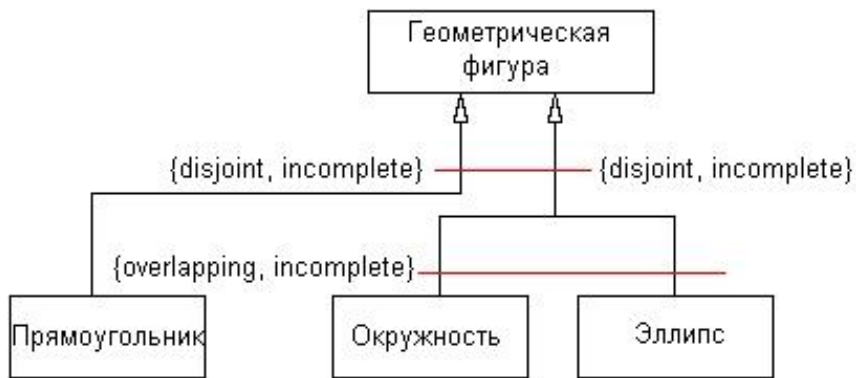 Геометрическая
фигура
{disjoint, incomplete}
{disjoint, incomplete}
{overlapping, incomplete}
Прямоугольник
Окружность
Эллипс